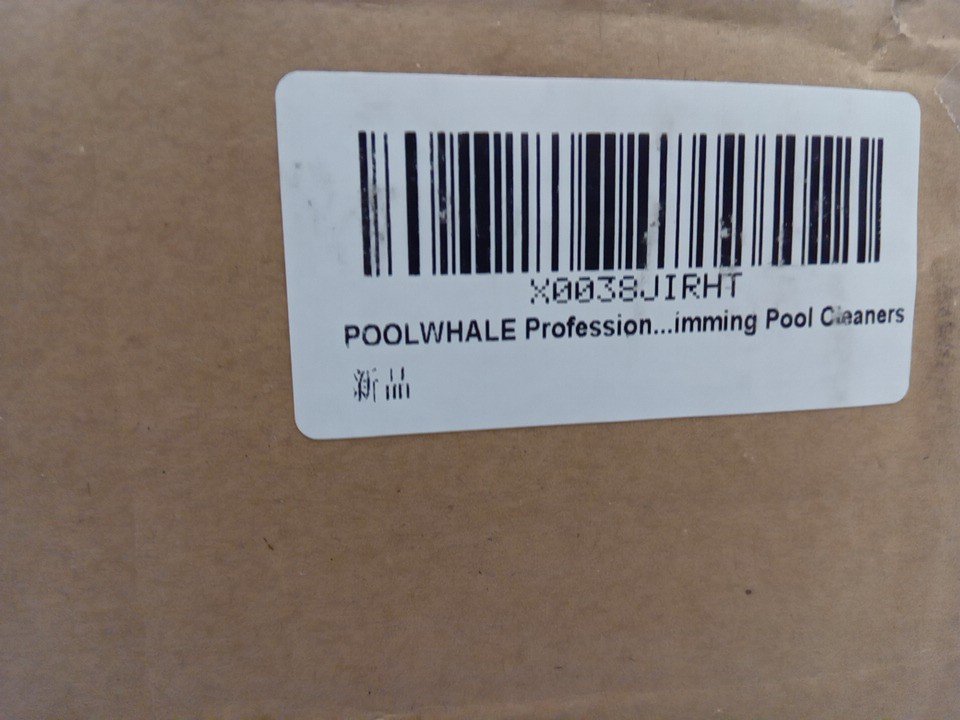 X0038JIRHT
POOLWHALE Profession...imming Pool Cleaners
新品